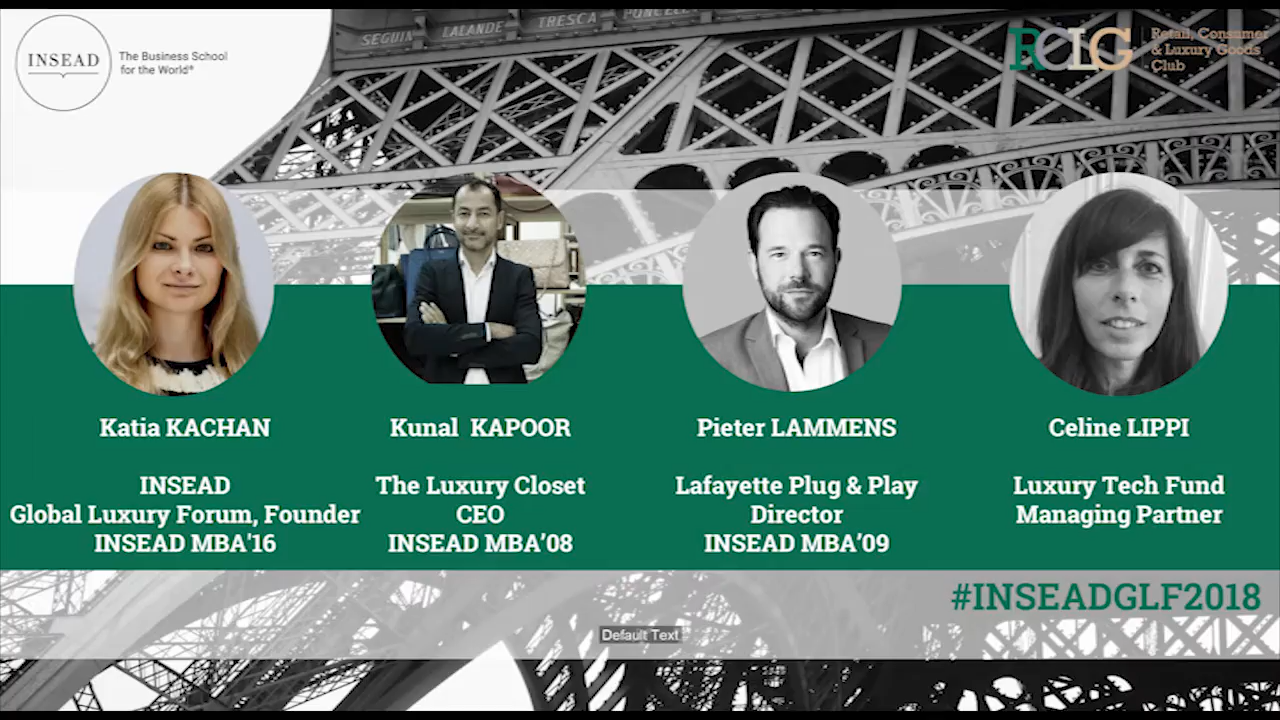 SEGUIN LALANDE TRESCA PONCELET
INSEAD
The Business School
for the World®
RCLG
Retail, Consumer
& Luxury Goods
Club
Katia KACHAN
INSEAD
Global Luxury Forum, Founder
INSEAD MBA'16
Kunal KAPOOR
The Luxury Closet
CEO
INSEAD MBA’08
Pieter LAMMENS
Lafayette Plug & Play
Director
INSEAD MBA’09
Celine LIPPI
Luxury Tech Fund
Managing Partner
#INSEADGLF2018
Default Text